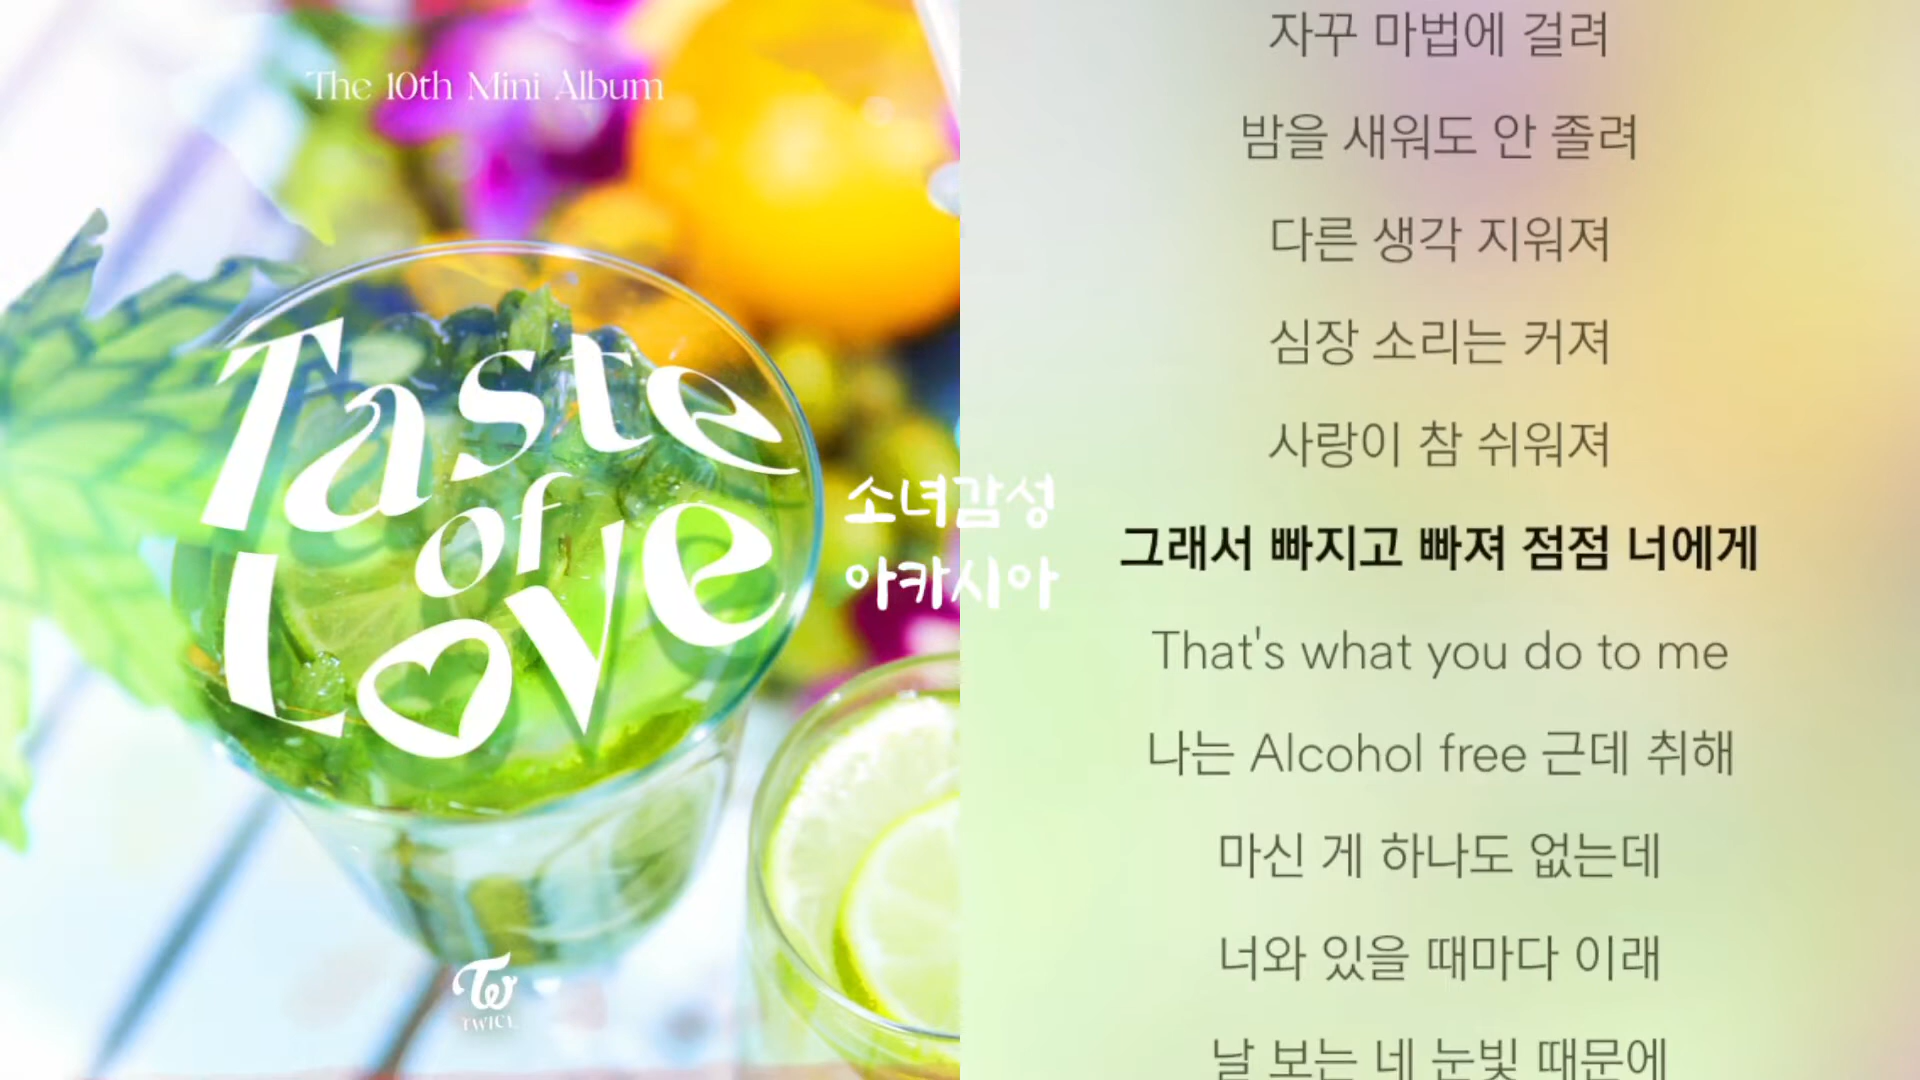 The 10th Mini Album
Taste
of
Love
TWICE
소녀감성
아카시아
자꾸 마법에 걸려
밤을 새워도 안 졸려
다른 생각 지워져
심장 소리는 커져
사랑이 참 쉬워져
그래서 빠지고 빠져 점점 너에게
That's what you do to me
나는 Alcohol free 근데 취해
마신 게 하나도 없는데
너와 있을 때마다 이래
날 보는 네 눈빛 때문에